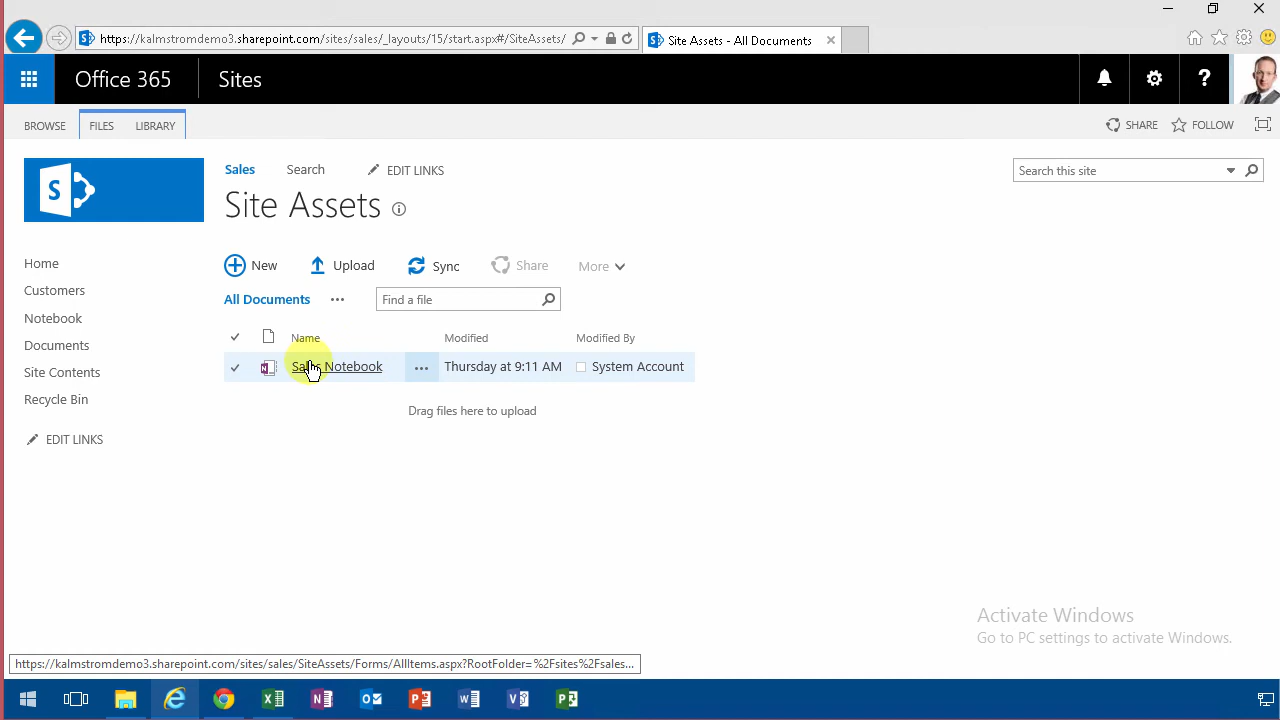 https://kalmstromdemo3.sharepoint.com/sites/sales/_layouts/15/start.aspx#/SiteAssets/
Site Assets - All Documents
Office 365
Sites
BROWSE
FILES
LIBRARY
SHARE
FOLLOW
Sales
Search
EDIT LINKS
Search this site
Site Assets
Home
Customers
Notebook
Documents
Site Contents
Recycle Bin
EDIT LINKS
New
Upload
Sync
Share
More
All Documents
Find a file
Name
Modified
Modified By
Sales Notebook
Thursday at 9:11 AM
System Account
Drag files here to upload
Activate Windows
Go to PC settings to activate Windows.
https://kalmstromdemo3.sharepoint.com/sites/sales/SiteAssets/Forms/AllItems.aspx?RootFolder=%2Fsites%2Fsales...